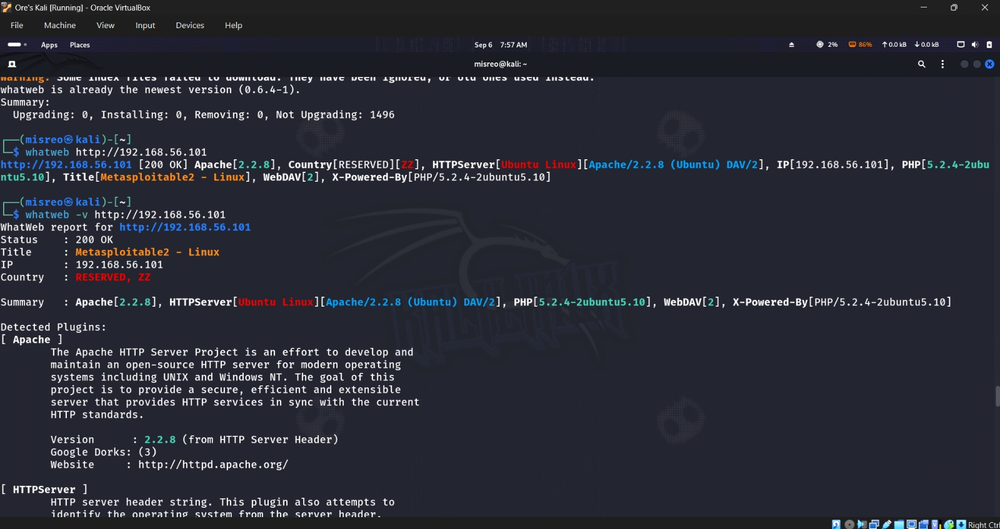 Ore's Kali [Running] - Oracle VirtualBox
File Machine View Input Devices Help
Apps Places Sep 6 7:57 AM 2% 86% ↑0.0 kB ↓0.0 kB
misreo@kali: ~
Warning: Some index files failed to download. They have been ignored, or old ones used instead.
whatweb is already the newest version (0.6.4-1).
Summary:
  Upgrading: 0, Installing: 0, Removing: 0, Not Upgrading: 1496
┌──(misreo㉿kali)-[~]
└─$ whatweb http://192.168.56.101
http://192.168.56.101 [200 OK] Apache[2.2.8], Country[RESERVED][ZZ], HTTPServer[Ubuntu Linux][Apache/2.2.8 (Ubuntu) DAV/2], IP[192.168.56.101], PHP[5.2.4-2ubu
ntu5.10], Title[Metasploitable2 - Linux], WebDAV[2], X-Powered-By[PHP/5.2.4-2ubuntu5.10]
┌──(misreo㉿kali)-[~]
└─$ whatweb -v http://192.168.56.101
WhatWeb report for http://192.168.56.101
Status    : 200 OK
Title     : Metasploitable2 - Linux
IP        : 192.168.56.101
Country   : RESERVED, ZZ
Summary   : Apache[2.2.8], HTTPServer[Ubuntu Linux][Apache/2.2.8 (Ubuntu) DAV/2], PHP[5.2.4-2ubuntu5.10], WebDAV[2], X-Powered-By[PHP/5.2.4-2ubuntu5.10]
Detected Plugins:
[ Apache ]
The Apache HTTP Server Project is an effort to develop and
maintain an open-source HTTP server for modern operating
systems including UNIX and Windows NT. The goal of this
project is to provide a secure, efficient and extensible
server that provides HTTP services in sync with the current
HTTP standards.
Version      : 2.2.8 (from HTTP Server Header)
Google Dorks: (3)
Website     : http://httpd.apache.org/
[ HTTPServer ]
HTTP server header string. This plugin also attempts to
identify the operating system from the server header.
KALI LINUX
Right Ctrl